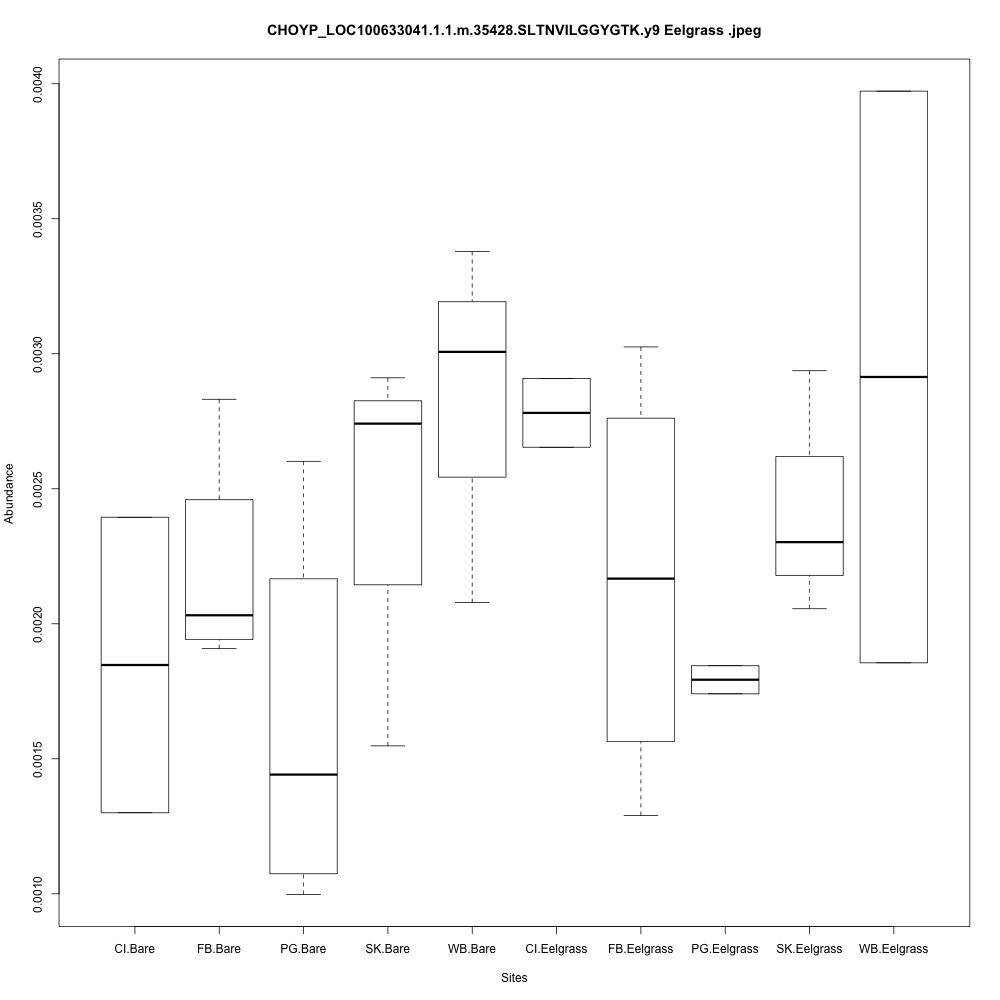 CHOYP_LOC100633041.1.1.m.35428.SLTNVILGGYGTK.y9 Eelgrass .jpeg
0.0040
0.0035
0.0030
0.0025
0.0020
0.0015
0.0010
Abundance
CI.Bare FB.Bare PG.Bare SK.Bare WB.Bare CI.Eelgrass FB.Eelgrass PG.Eelgrass SK.Eelgrass WB.Eelgrass
Sites